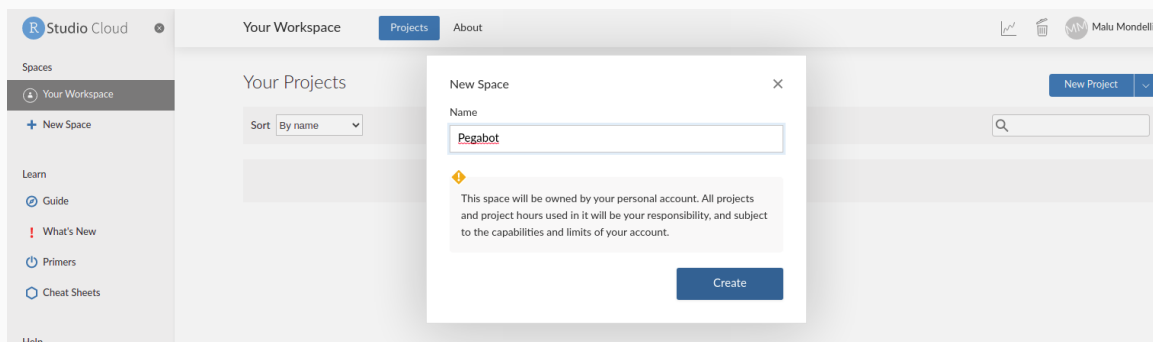 R Studio Cloud
Your Workspace
Projects
About
MM
Malu Mondelli
Spaces
Your Workspace
New Space
Learn
Guide
What's New
Primers
Cheat Sheets
Help
Your Projects
New Project
Sort
By name
New Space
Name
Pegabot
This space will be owned by your personal account. All projects
and project hours used in it will be your responsibility, and subject
to the capabilities and limits of your account.
Create